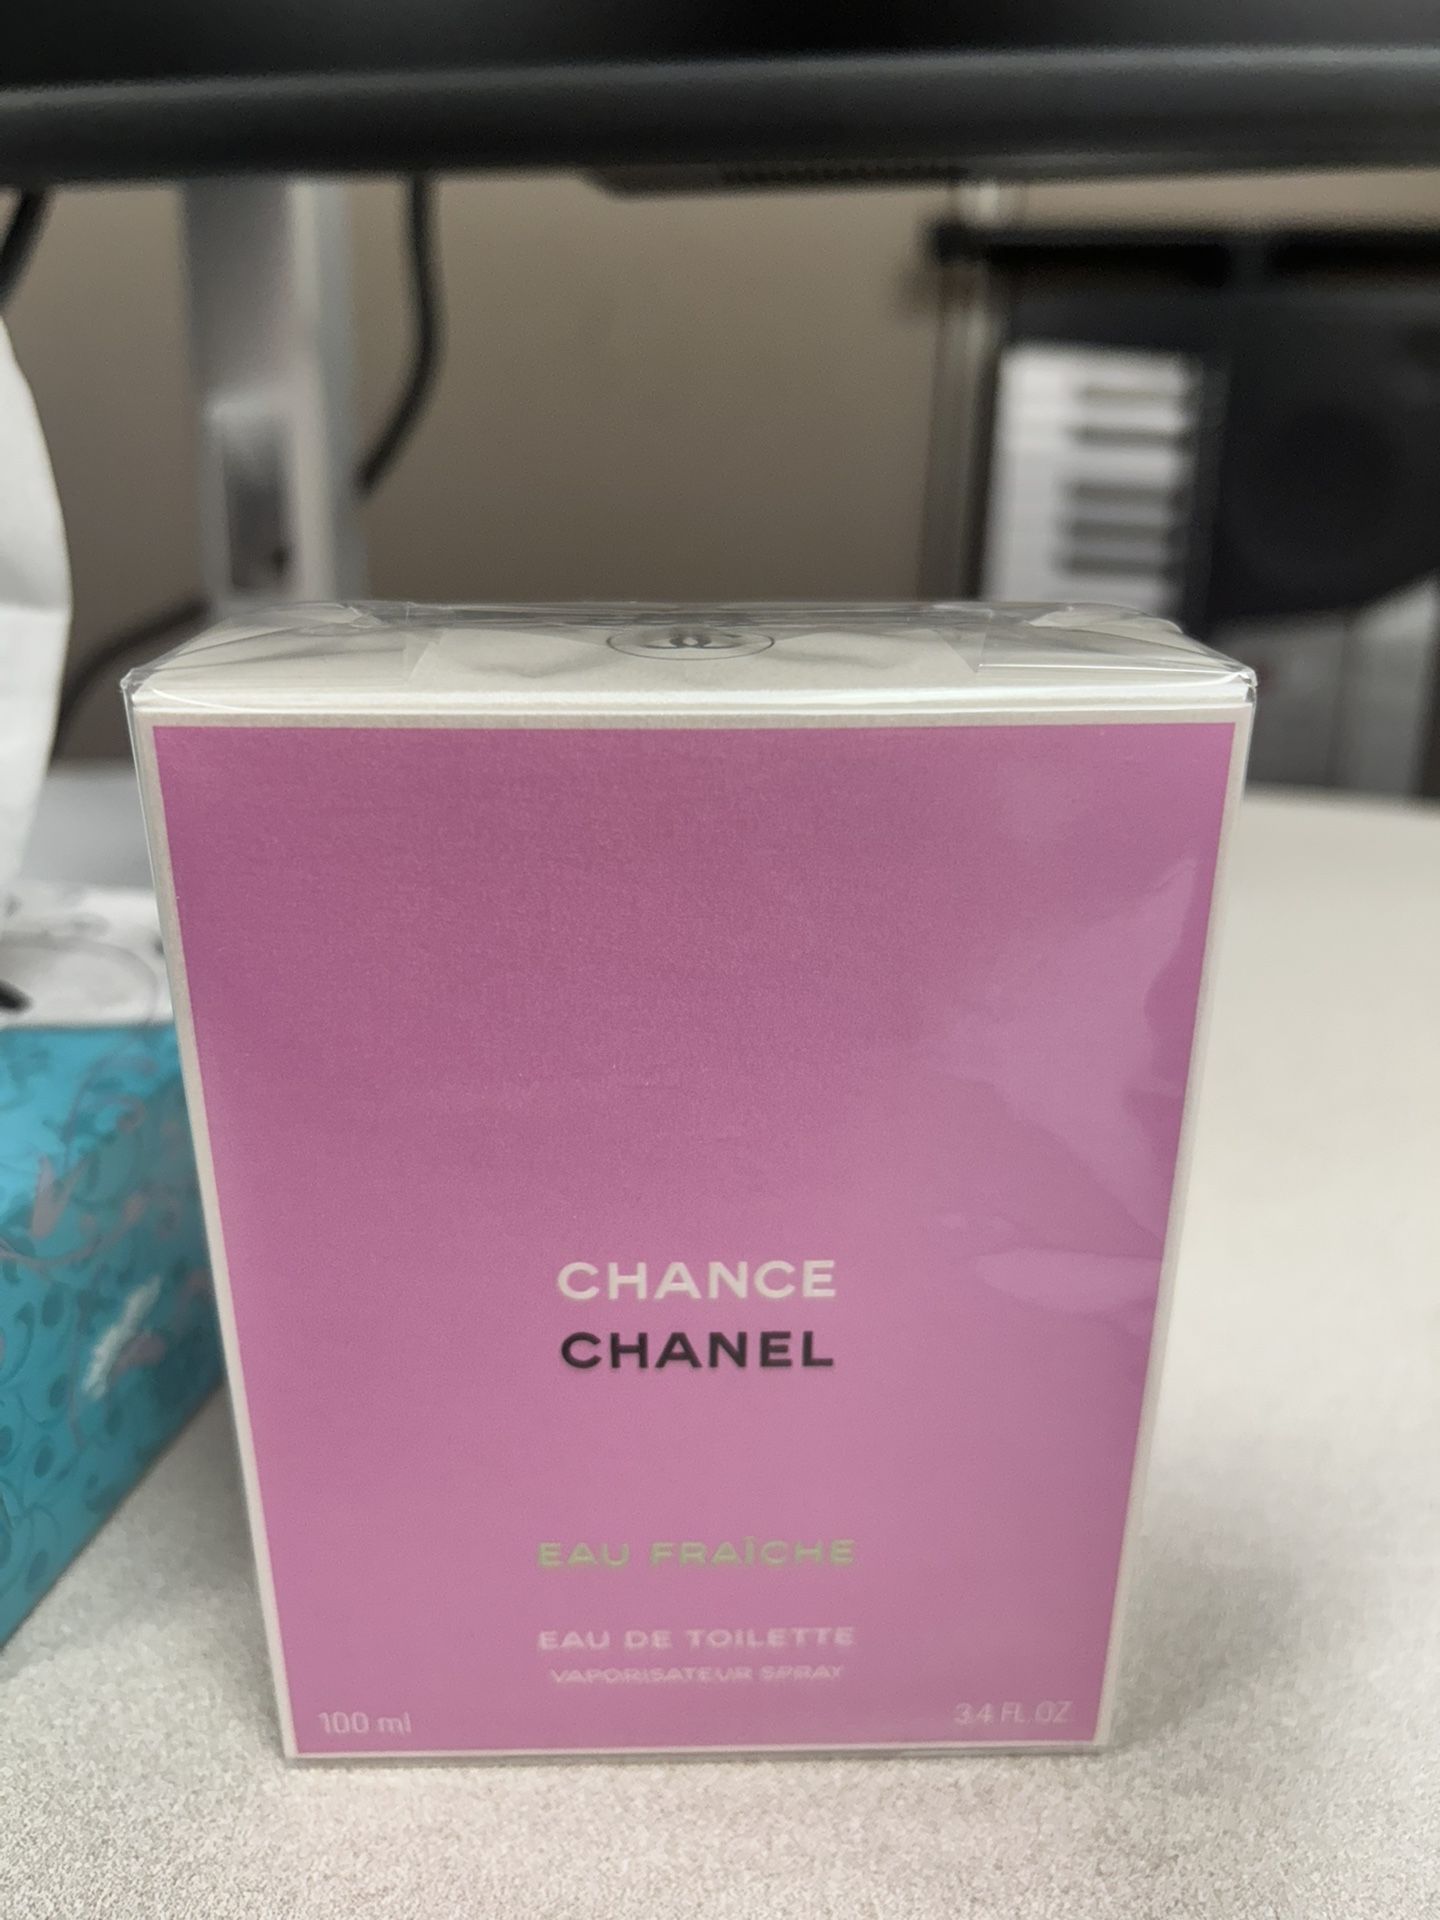 CHANCE
CHANEL
EAU FRAÎCHE
EAU DE TOILETTE
VAPORISATEUR SPRAY
100 ml
3.4 FL.OZ